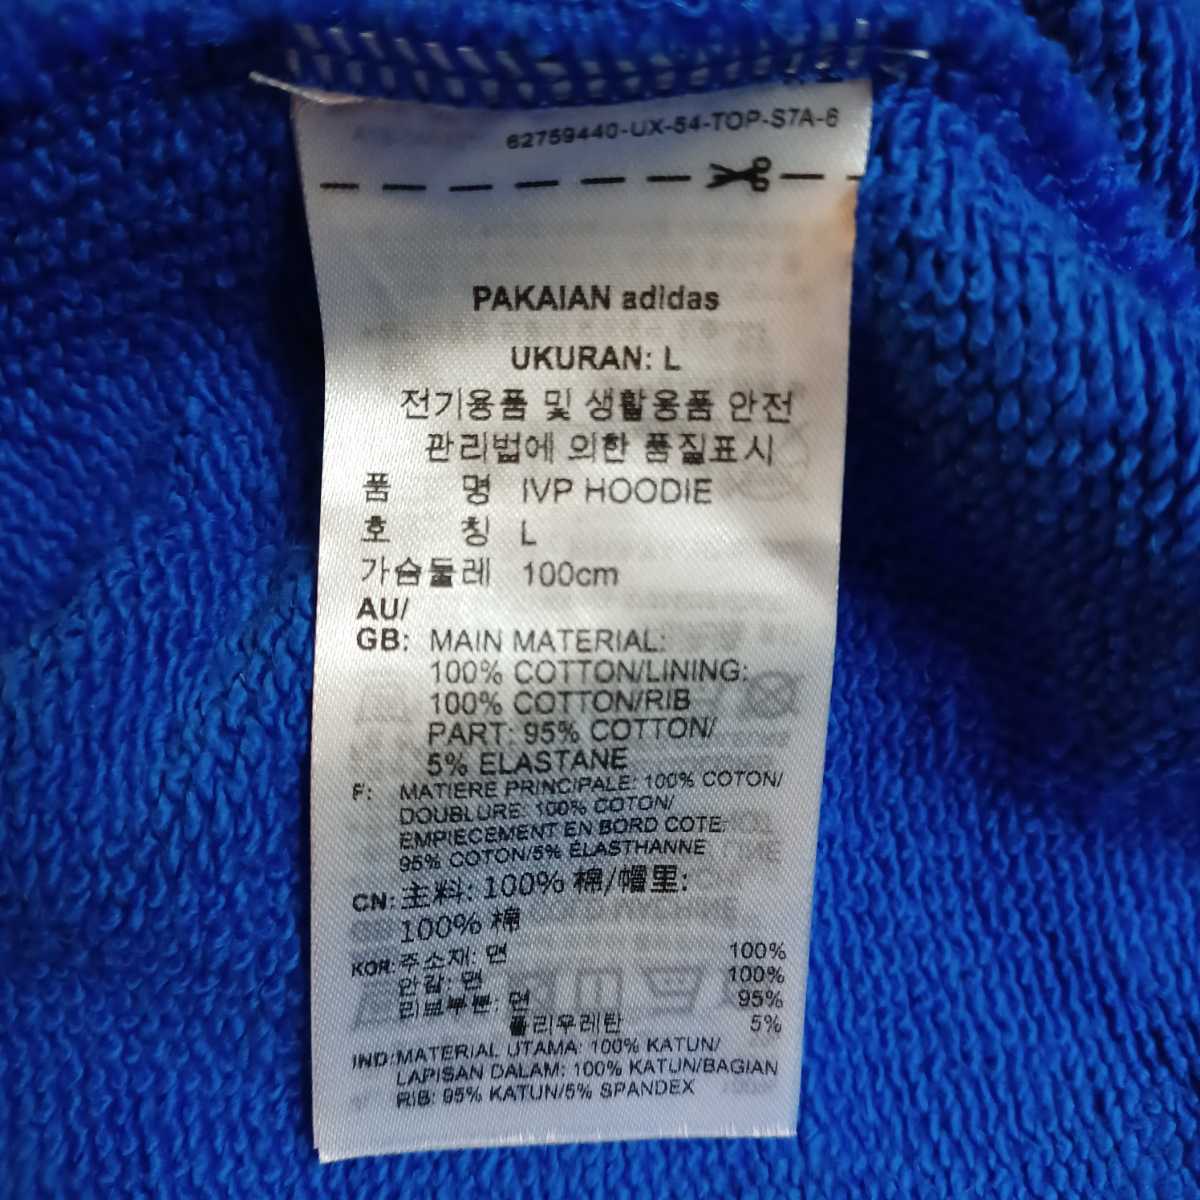 62759440-UX-54-TOP-S7A-6
PAKAIAN adidas
UKURAN: L
전기용품 및 생활용품 안전
관리법에 의한 품질표시
품 명 IVP HOODIE
호 칭 L
가슴둘레 100cm
AU/
GB: MAIN MATERIAL:
100% COTTON/LINING:
100% COTTON/RIB
PART: 95% COTTON/
5% ELASTANE
F: MATIERE PRINCIPALE: 100% COTON/
DOUBLURE: 100% COTON/
EMPIECEMENT EN BORD COTE:
95% COTON/5% ÉLASTHANNE
CN: 主料: 100% 棉/帽里:
100% 棉
KOR: 주소재: 면 100%
안감: 면 100%
리브부분: 면 95%
폴리우레탄 5%
IND: MATERIAL UTAMA: 100% KATUN/
LAPISAN DALAM: 100% KATUN/BAGIAN
RIB: 95% KATUN/5% SPANDEX